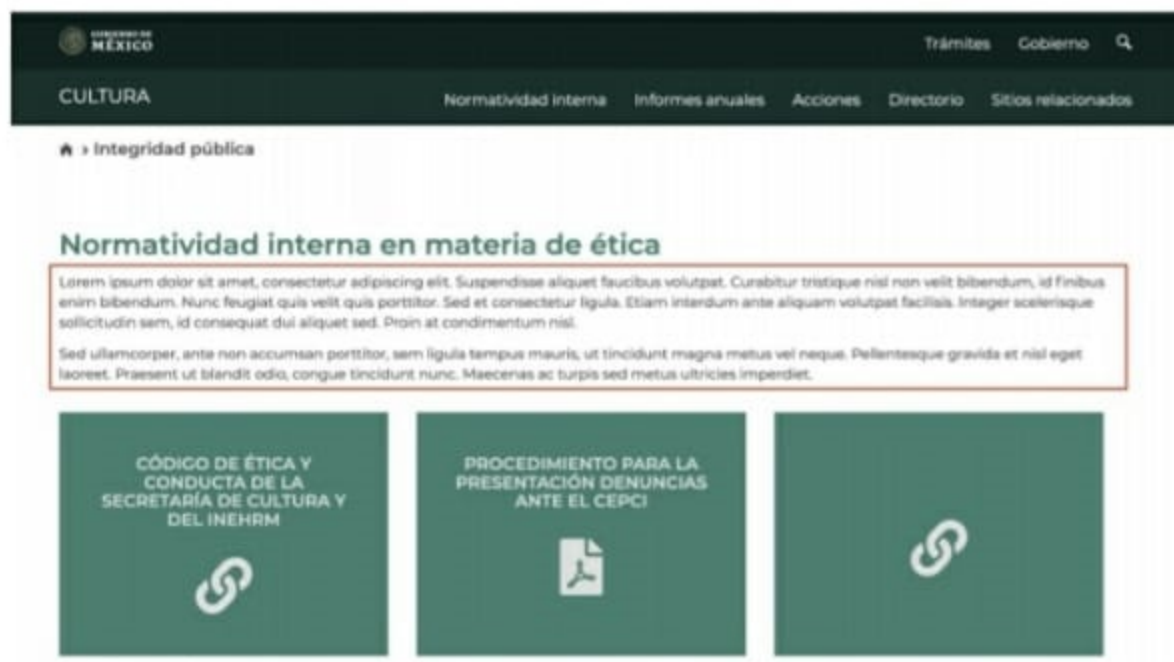 GOBIERNO DE
MÉXICO
Trámites Gobierno
CULTURA
Normatividad interna Informes anuales Acciones Directorio Sitios relacionados
› Integridad pública
Normatividad interna en materia de ética
Lorem ipsum dolor sit amet, consectetur adipiscing elit. Suspendisse aliquet faucibus volutpat. Curabitur tristique nisl non velit bibendum, id finibus
enim bibendum. Nunc feugiat quis velit quis porttitor. Sed et consectetur ligula. Etiam interdum ante aliquam volutpat facilisis. Integer scelerisque
sollicitudin sem, id consequat dui aliquet sed. Proin at condimentum nisl.
Sed ullamcorper, ante non accumsan porttitor, sem ligula tempus mauris, ut tincidunt magna metus vel neque. Pellentesque gravida et nisl eget
laoreet. Praesent ut blandit odio, congue tincidunt nunc. Maecenas ac turpis sed metus ultricies imperdiet.
CÓDIGO DE ÉTICA Y
CONDUCTA DE LA
SECRETARÍA DE CULTURA Y
DEL INEHRM
PROCEDIMIENTO PARA LA
PRESENTACIÓN DENUNCIAS
ANTE EL CEPCI